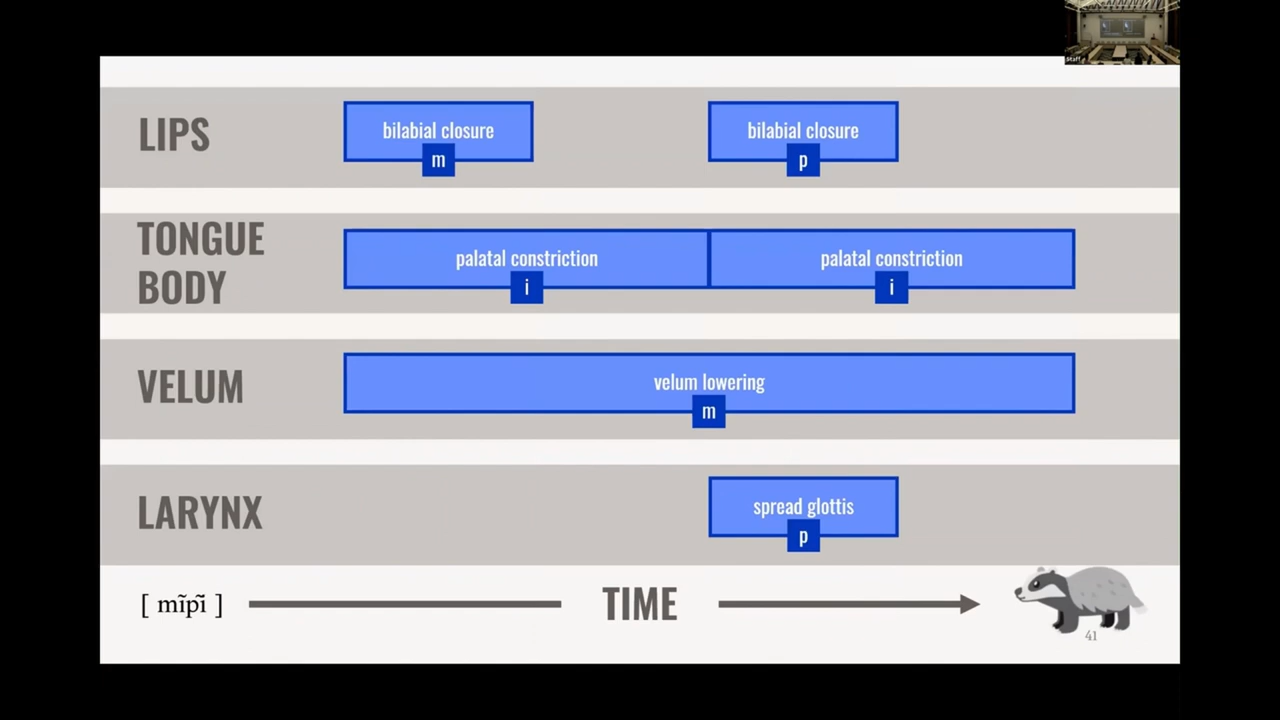 Staff
LIPS
bilabial closure
m
bilabial closure
p
TONGUE
BODY
palatal constriction
i
palatal constriction
i
VELUM
velum lowering
m
LARYNX
spread glottis
p
[ mĩpĩ ]
TIME
41